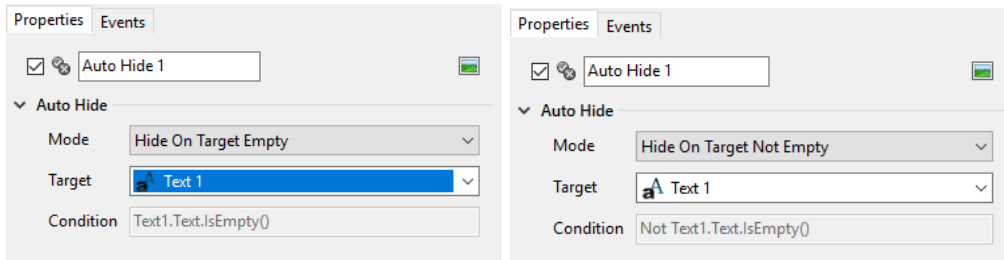 Properties Events
Auto Hide 1
Auto Hide
Mode Hide On Target Empty
Target Text 1
Condition Text1.Text.IsEmpty()
Properties Events
Auto Hide 1
Auto Hide
Mode Hide On Target Not Empty
Target Text 1
Condition Not Text1.Text.IsEmpty()